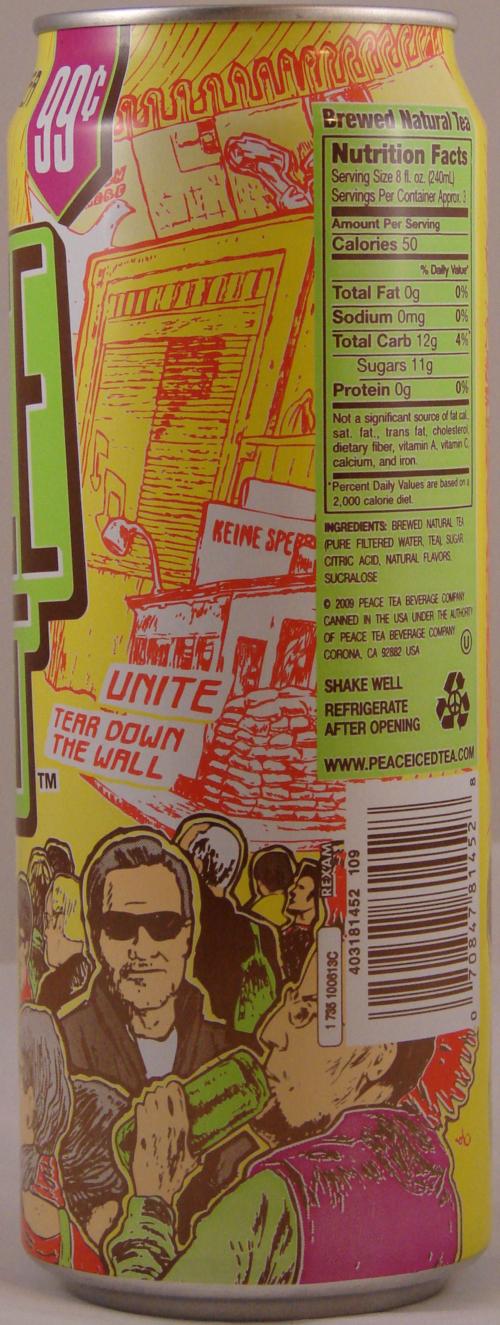 99¢
Brewed Natural Tea
Nutrition Facts
Serving Size 8 fl. oz. (240mL)
Servings Per Container Approx. 3
Amount Per Serving
Calories 50
% Daily Value*
Total Fat 0g 0%
Sodium 0mg 0%
Total Carb 12g 4%
Sugars 11g
Protein 0g 0%
Not a significant source of fat cal.,
sat. fat., trans fat, cholesterol,
dietary fiber, vitamin A, vitamin C,
calcium, and iron.
*Percent Daily Values are based on a
2,000 calorie diet.
INGREDIENTS: BREWED NATURAL TEA
(PURE FILTERED WATER, TEA), SUGAR,
CITRIC ACID, NATURAL FLAVORS,
SUCRALOSE
© 2009 PEACE TEA BEVERAGE COMPANY
CANNED IN THE USA UNDER THE AUTHORITY
OF PEACE TEA BEVERAGE COMPANY
CORONA, CA 92882 USA
U
SHAKE WELL
REFRIGERATE
AFTER OPENING
WWW.PEACEICEDTEA.COM
KEINE SPER
UNITE
TEAR DOWN
THE WALL
E
TM
REXAM
403181452 109
1 735 100613C
0 70847 81452 8